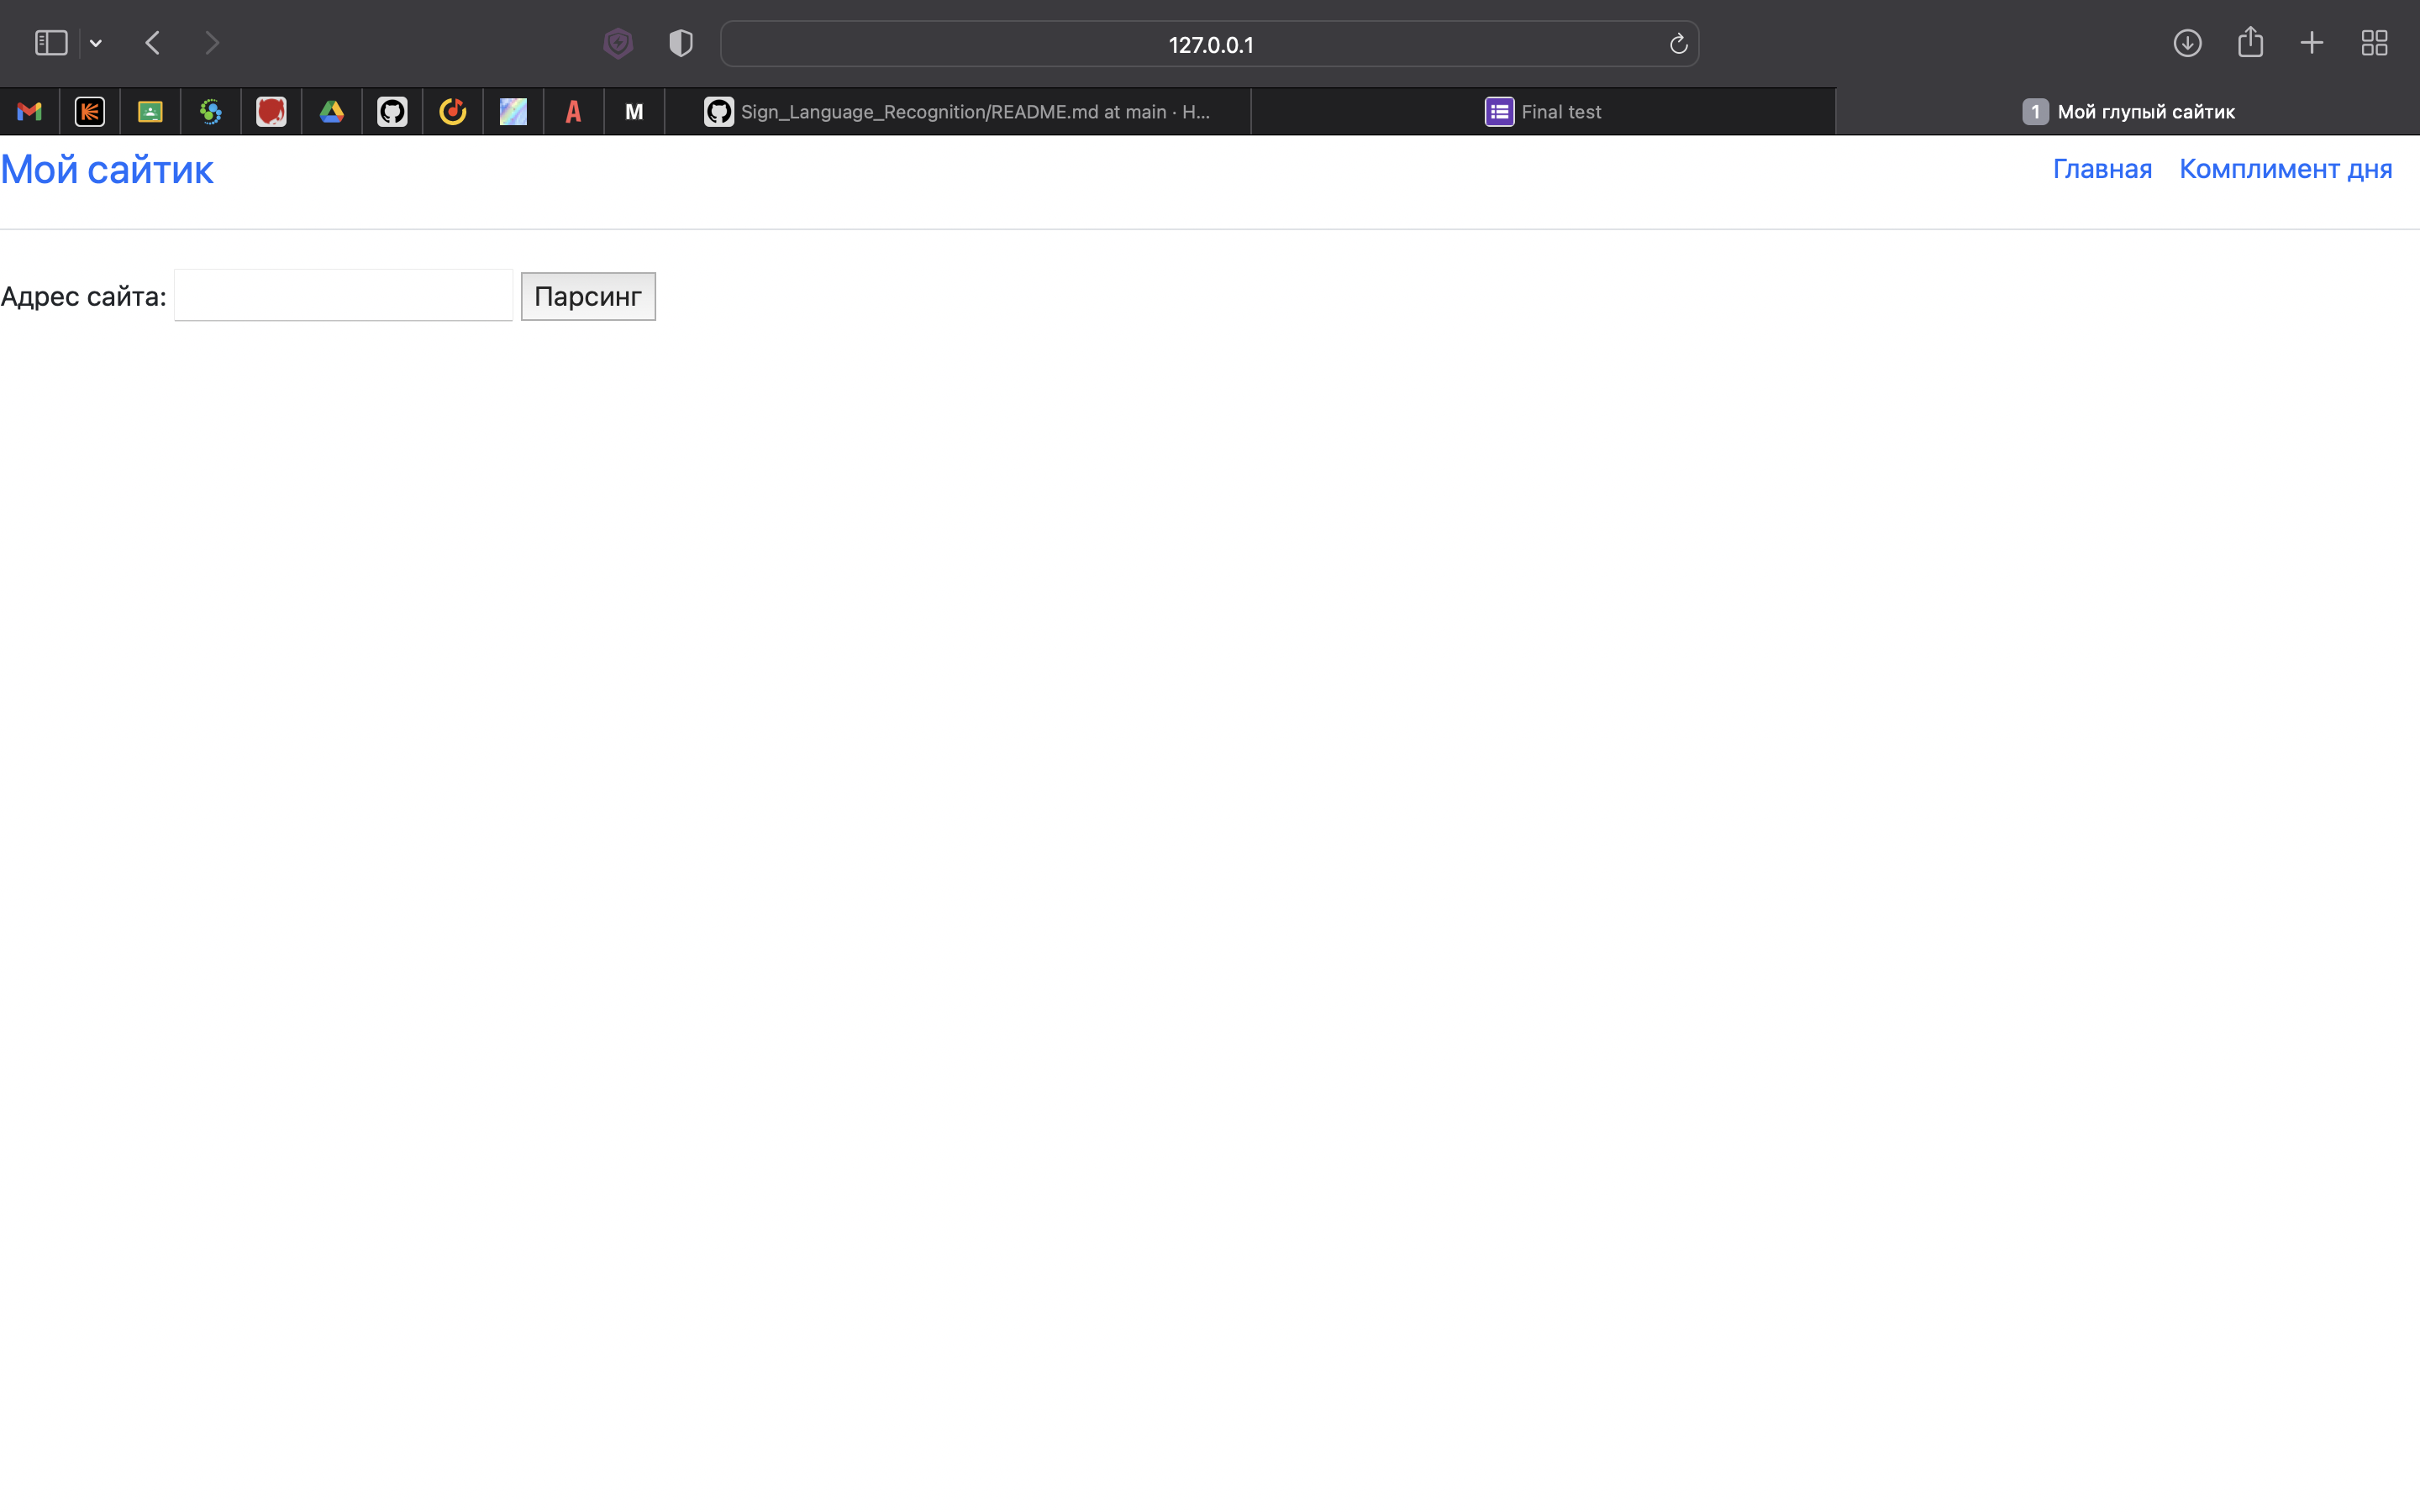 127.0.0.1
M
Sign_Language_Recognition/README.md at main · H...
Final test
1 Мой глупый сайтик
Мой сайтик
Главная
Комплимент дня
Адрес сайта:
Парсинг